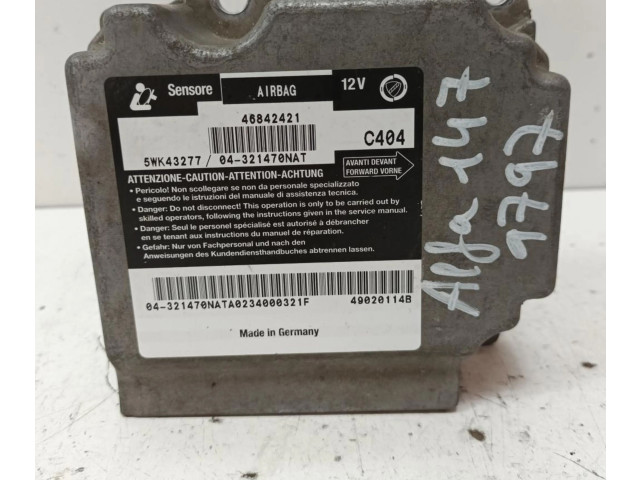 Sensore AIRBAG 12V
46842421
5WK43277 / 04-321470NAT C404
ATTENZIONE-CAUTION-ATTENTION-ACHTUNG
AVANTI DEVANT
FORWARD VORNE
• Pericolo! Non scollegare se non da personale specializzato
e seguendo le istruzioni del manuale di assistenza tecnica.
• Danger: Do not disconnect! This operation is only to be carried out by
skilled operators, following the instructions given in the service manual.
• Danger: Seul le personel spécialisé est autorisé à débrancher
en se tenant aux instructions du manuel de réparation.
• Gefahr: Nur von Fachpersonal und nach den
Anweisungen des Kundendiensthandbuches abtrennen lassen.
04-321470NATA0234000321F 49020114B
Made in Germany
Alfa 147
9797